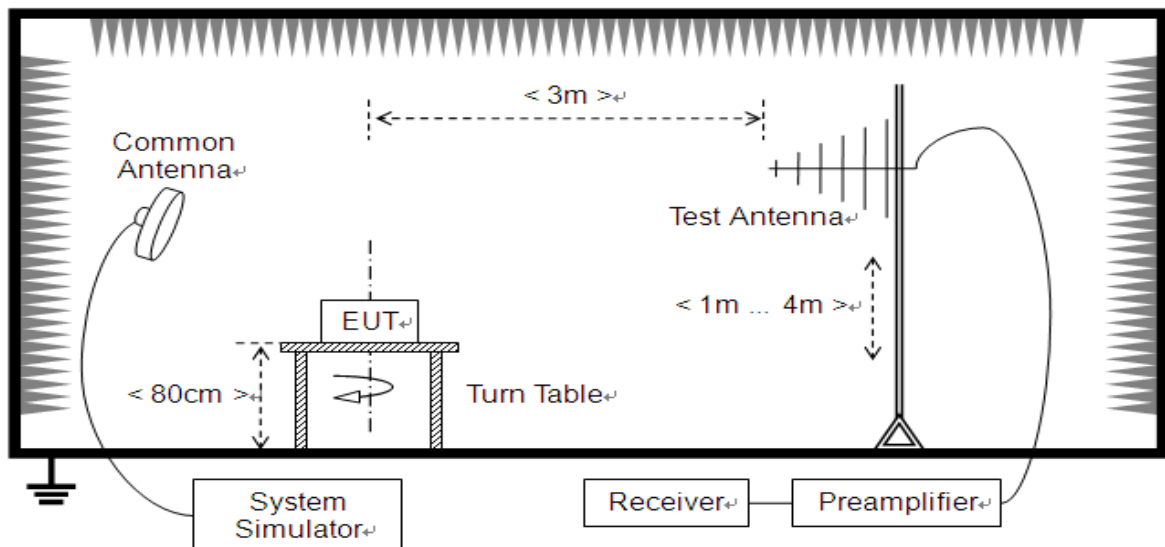 < 3m >↵
Common
Antenna↵
Test Antenna↵
< 1m ... 4m >↵
EUT↵
< 80cm >↵
Turn Table↵
System
Simulator↵
Receiver↵
Preamplifier↵